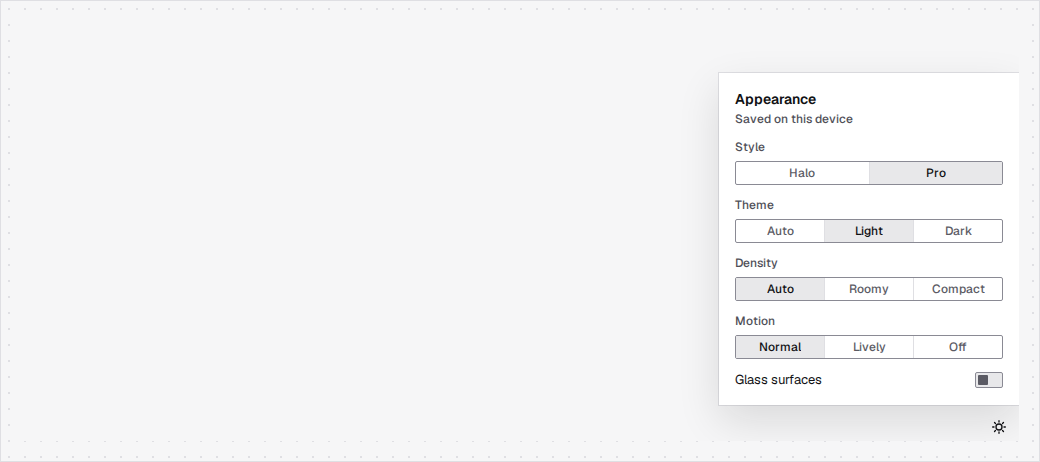 Appearance
Saved on this device
Style
Halo Pro
Theme
Auto Light Dark
Density
Auto Roomy Compact
Motion
Normal Lively Off
Glass surfaces